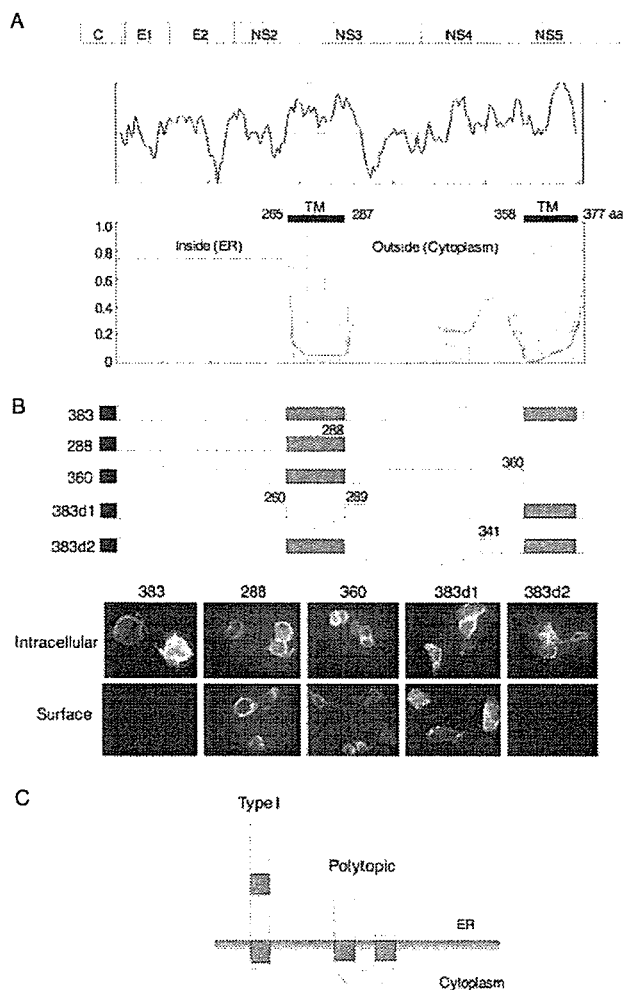 A
C E1 E2 NS2 NS3 NS4 NS5
265 TM 287 358 TM 377 aa
1.0
0.8
0.6
0.4
0.2
0
Inside (ER) Outside (Cytoplasm)
B
383
288
288
360
360
260 289
383d1
341
383d2
383 288 360 383d1 383d2
Intracellular
Surface
C
Type I
Polytopic
ER
Cytoplasm